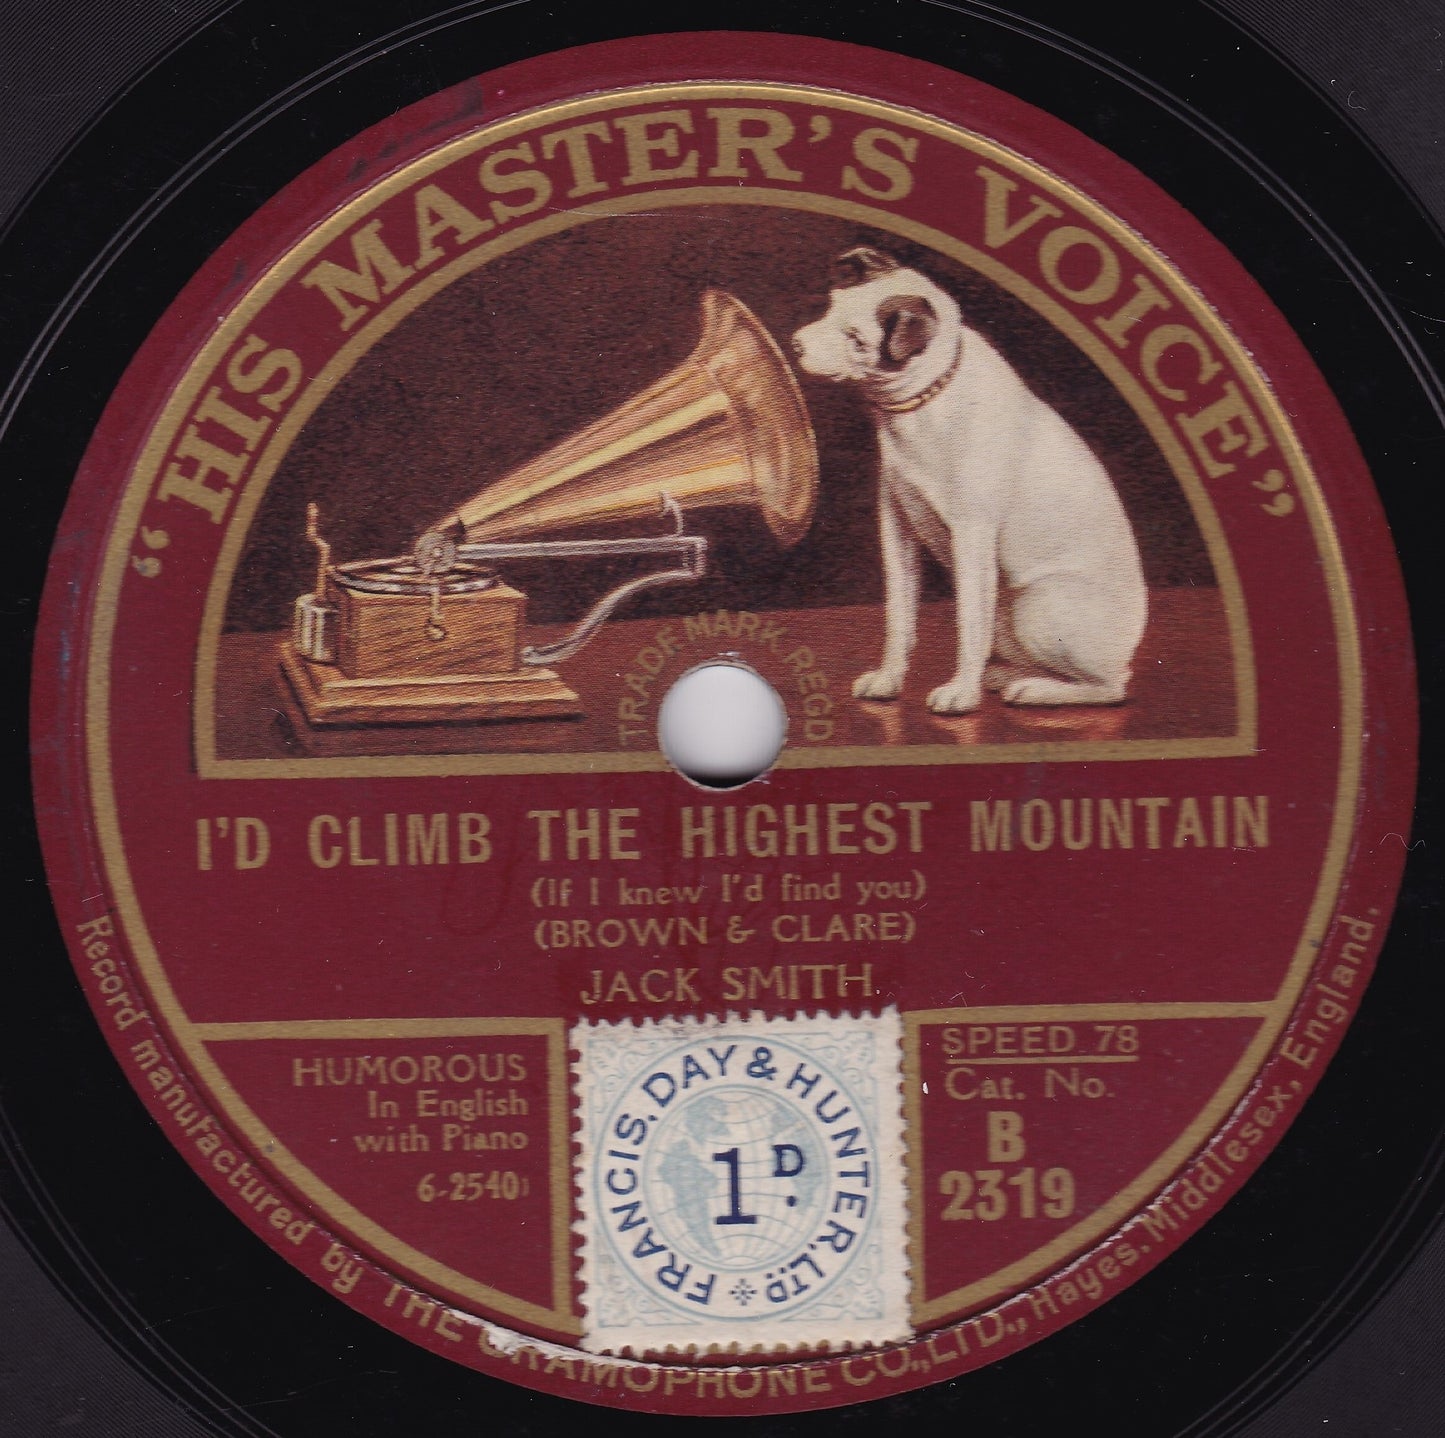 "HIS MASTER'S VOICE"
TRADE MARK REGD
I'D CLIMB THE HIGHEST MOUNTAIN
(If I knew I'd find you)
(BROWN & CLARE)
JACK SMITH
HUMOROUS
In English
with Piano
6-2540)
FRANCIS, DAY & HUNTER, LTD.
1D.
SPEED 78
Cat. No.
B
2319
Record manufactured by THE GRAMOPHONE CO., LTD., Hayes, Middlesex, England.